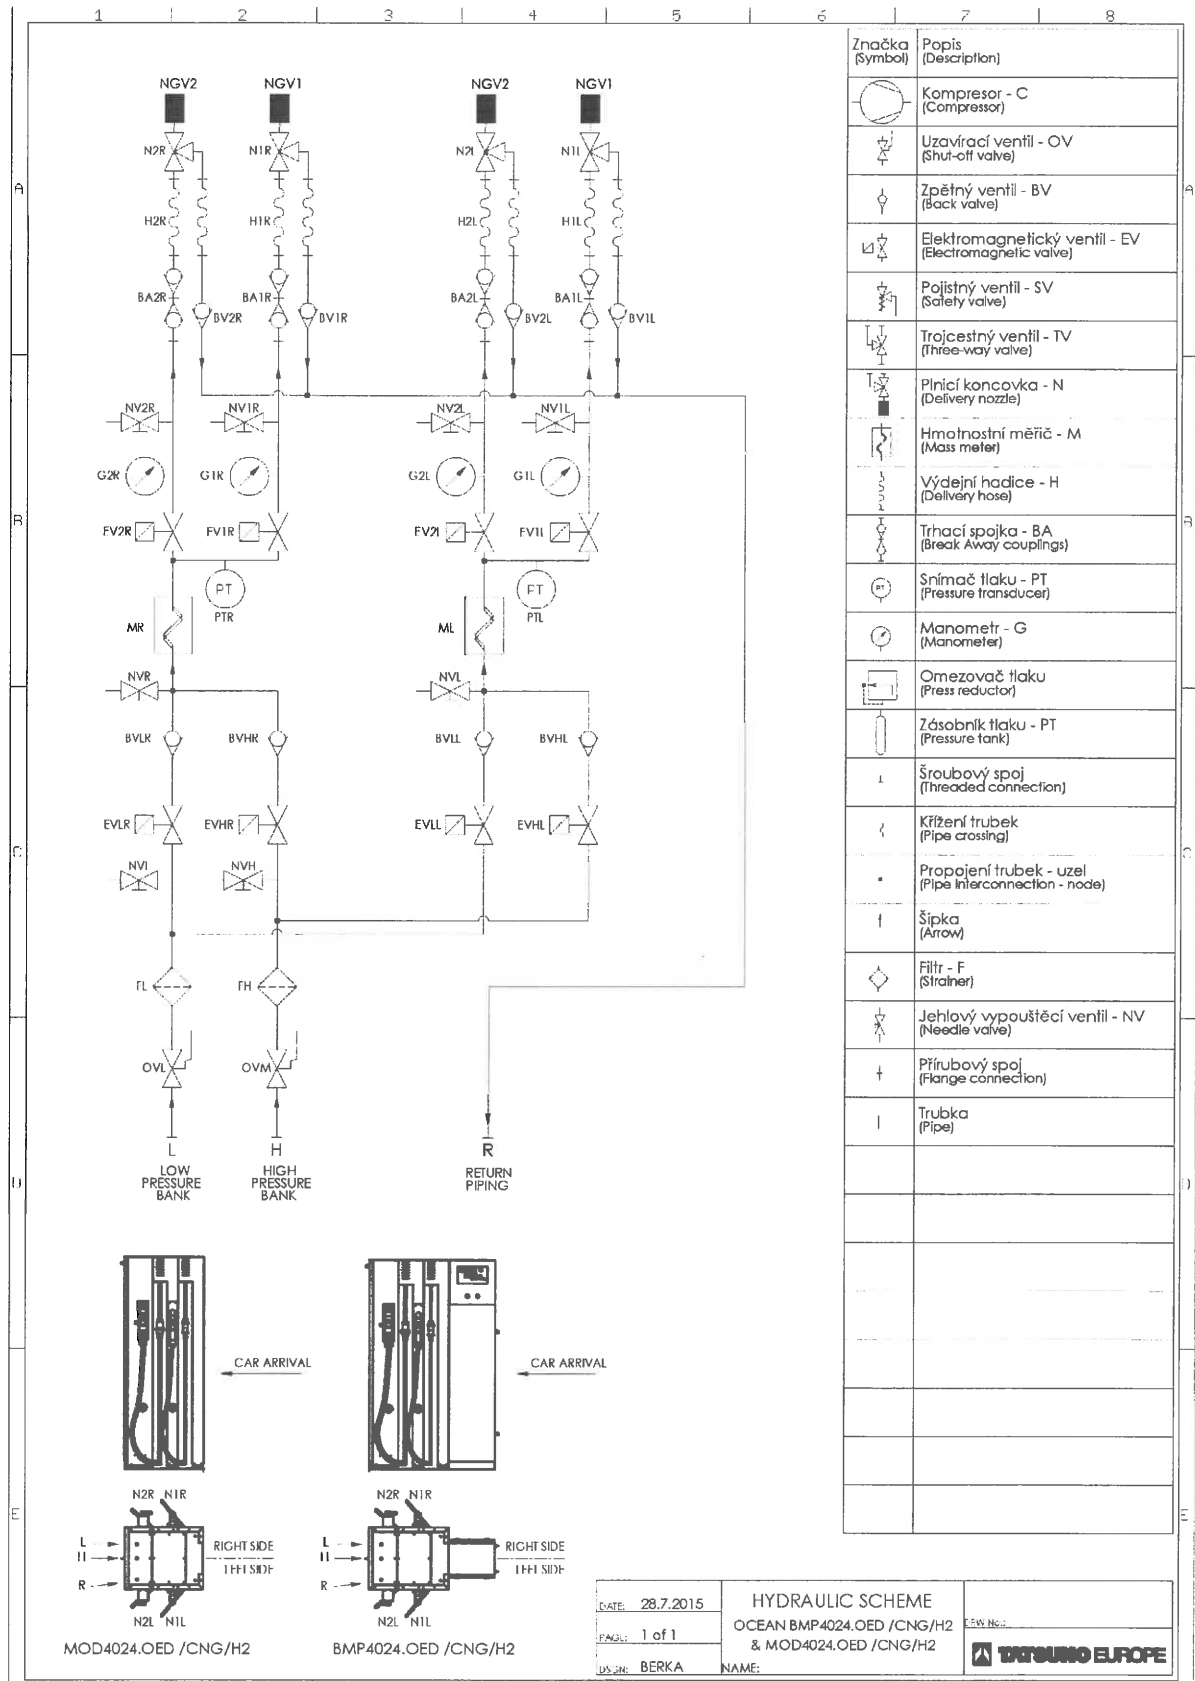 1 2 3 4 5 6 7 8
A
B
C
D
E
A
B
C
D
E
NGV2 NGV1 NGV2 NGV1
N2R N1R N2L N1L
H2R H1R H2L H1L
BA2R BA1R BA2L BA1L
BV2R BV1R BV2L BV1L
NV2R NV1R NV2L NV1L
G2R G1R G2L G1L
EV2R EV1R EV2L EV1L
PT PT
PTR PTL
MR ML
NVR NVL
BVLR BVHR BVLL BVHL
EVLR EVHR EVLL EVHL
NVL NVH
FL FH
OVL OVM
L H R
LOW
PRESSURE
BANK
HIGH
PRESSURE
BANK
RETURN
PIPING
Značka
(Symbol)
Popis
(Description)
Kompresor - C
(Compressor)
Uzavírací ventil - OV
(Shut-off valve)
Zpětný ventil - BV
(Back valve)
Elektromagnetický ventil - EV
(Electromagnetic valve)
Pojistný ventil - SV
(Safety valve)
Trojcestný ventil - TV
(Three-way valve)
Plnicí koncovka - N
(Delivery nozzle)
Hmotnostní měřič - M
(Mass meter)
Výdejní hadice - H
(Delivery hose)
Trhací spojka - BA
(Break Away couplings)
PT
Snímač tlaku - PT
(Pressure transducer)
Manometr - G
(Manometer)
Omezovač tlaku
(Press reductor)
Zásobník tlaku - PT
(Pressure tank)
Šroubový spoj
(Threaded connection)
Křížení trubek
(Pipe crossing)
Propojení trubek - uzel
(Pipe interconnection - node)
Šipka
(Arrow)
Filtr - F
(Strainer)
Jehlový vypouštěcí ventil - NV
(Needle valve)
Přírubový spoj
(Flange connection)
Trubka
(Pipe)
CAR ARRIVAL
CAR ARRIVAL
N2R N1R
L
H
R
RIGHT SIDE
LEFT SIDE
N2L N1L
MOD4024.OED /CNG/H2
N2R N1R
L
H
R
RIGHT SIDE
LEFT SIDE
N2L N1L
BMP4024.OED /CNG/H2
DATE: 28.7.2015
PAGE: 1 of 1
DSGN: BERKA
HYDRAULIC SCHEME
OCEAN BMP4024.OED /CNG/H2
& MOD4024.OED /CNG/H2
NAME:
DRW No.:
TATSUNO EUROPE